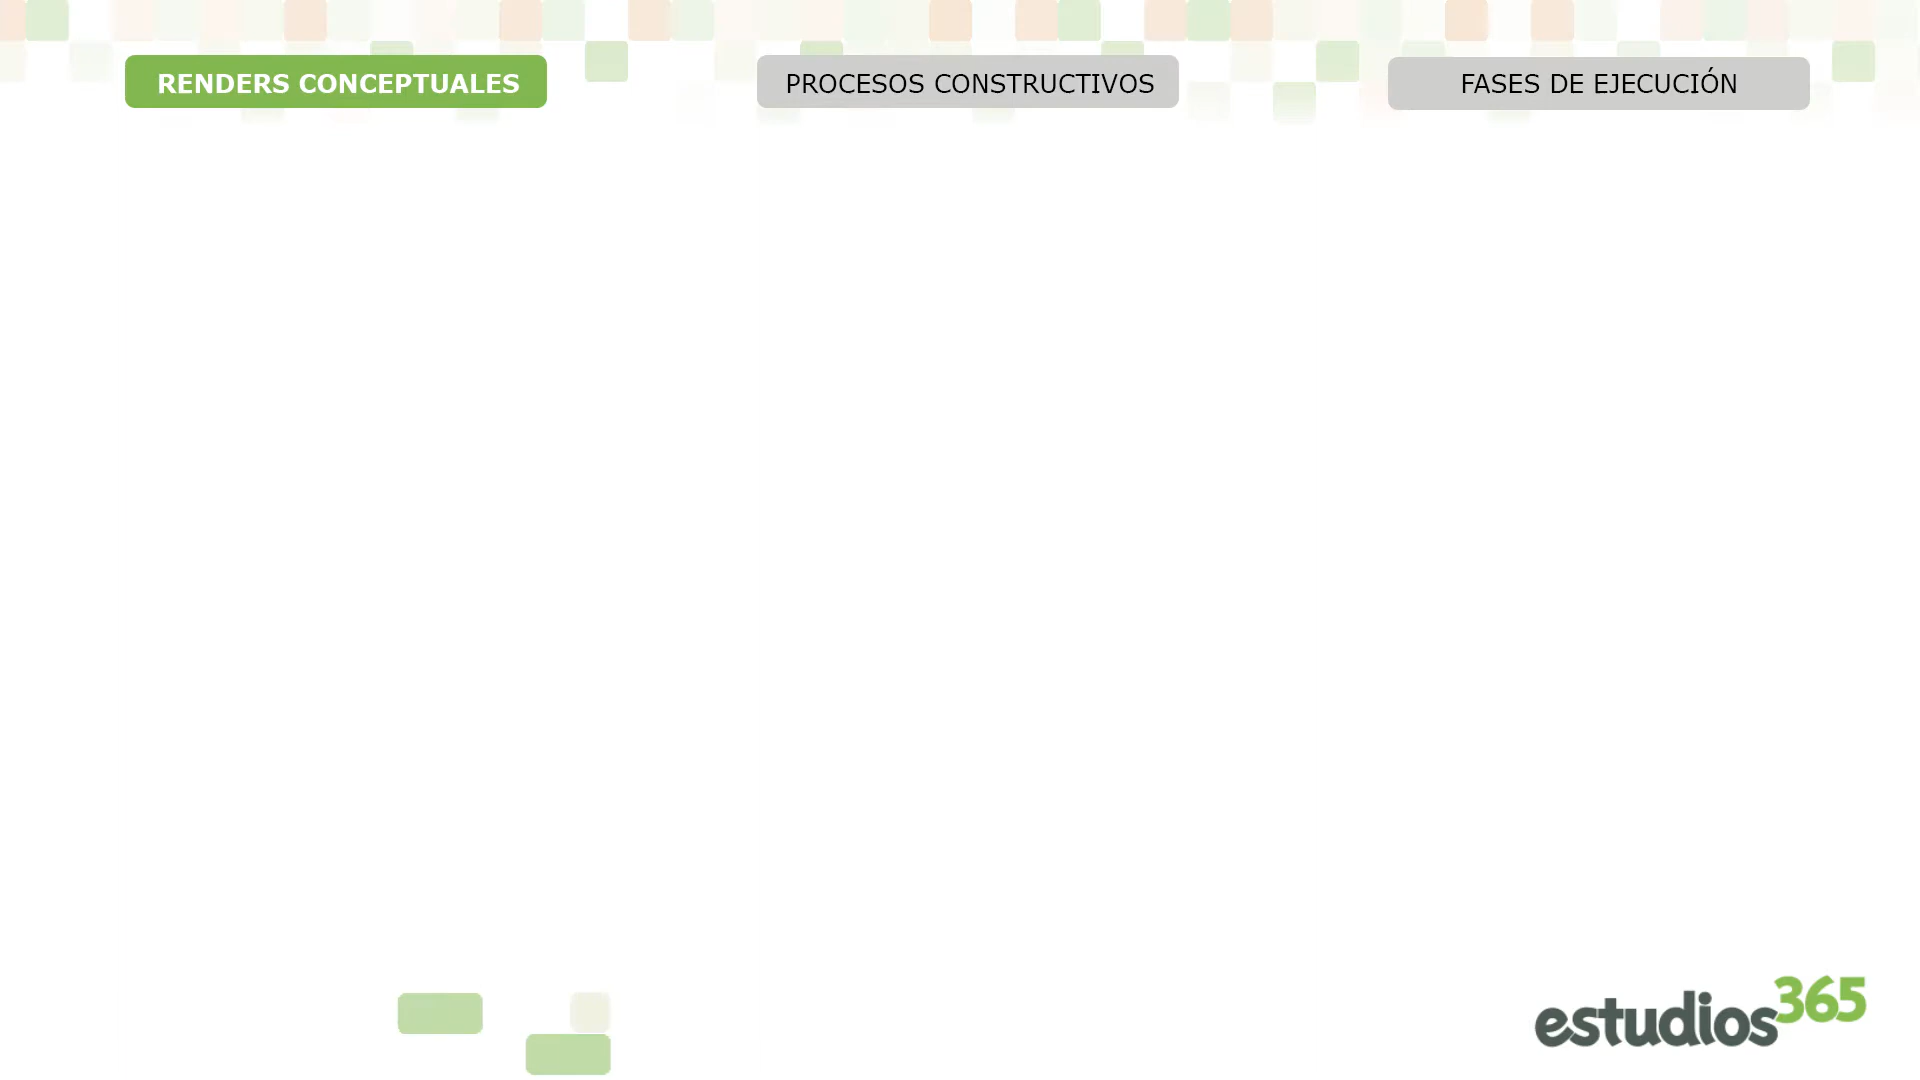 RENDERS CONCEPTUALES
PROCESOS CONSTRUCTIVOS
FASES DE EJECUCIÓN
estudios365